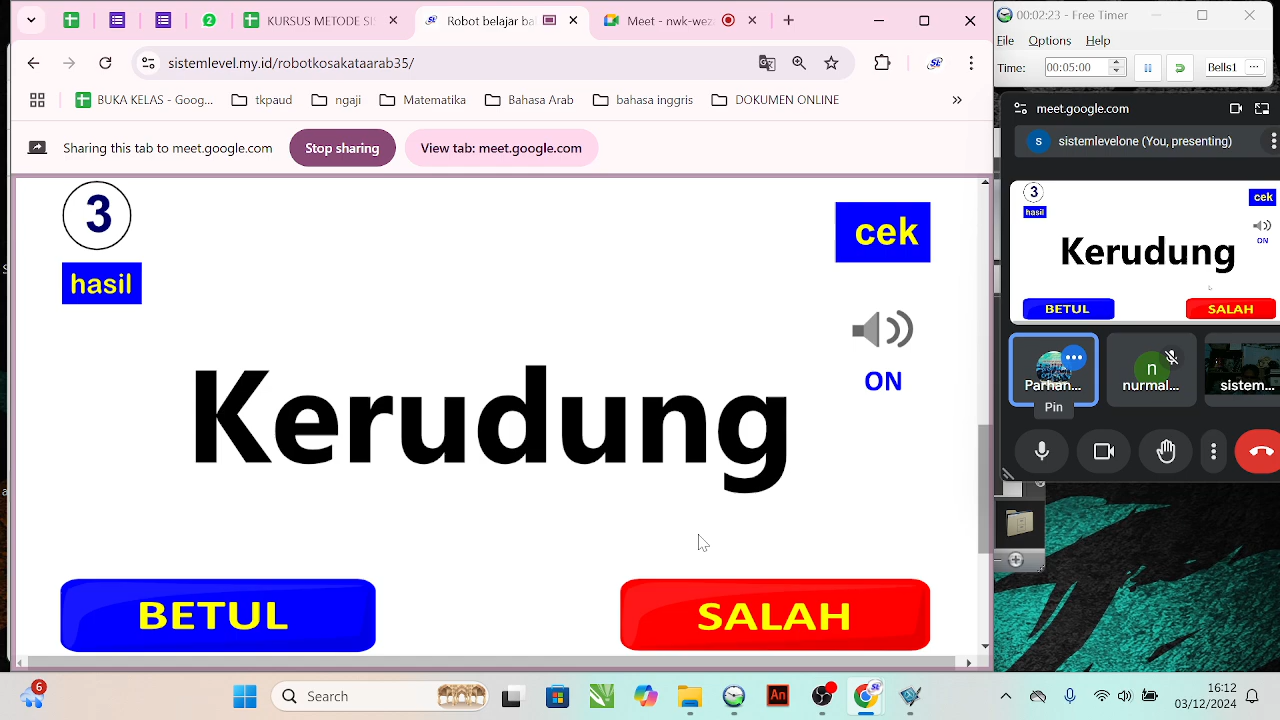 2
KURSUS METODE SI
Robot belajar ba
Meet - nwk-wez
00:02:23 - Free Timer
sistemlevel.my.id/robotkosakataarab35/
File Options Help
Time: 00:05:00 Bells1 ...
BUKA KELAS - Goog... tkpaud ngaji Matematika Bahasa Arab bahasa inggris DOKUMEN ONLINE
meet.google.com
Sharing this tab to meet.google.com Stop sharing View tab: meet.google.com
s sistemlevelone (You, presenting)
3
cek
hasil
ON
Kerudung
BETUL
SALAH
3
cek
hasil
ON
Kerudung
BETUL
SALAH
n
Parhan... nurmal... sistem...
Pin
6
Search
An
16:12
03/12/2024